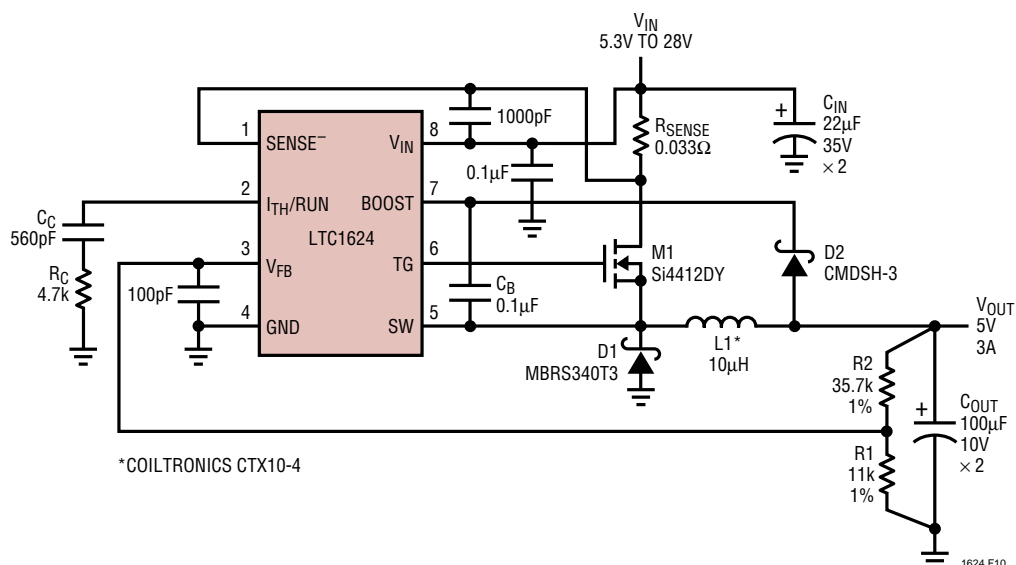 V_IN
5.3V TO 28V
1000pF
R_SENSE
0.033Ω
+
C_IN
22µF
35V
× 2
1
SENSE⁻
V_IN
8
0.1µF
2
I_TH/RUN
BOOST
7
LTC1624
C_C
560pF
R_C
4.7k
3
V_FB
TG
6
M1
Si4412DY
D2
CMDSH-3
100pF
C_B
0.1µF
4
GND
SW
5
V_OUT
5V
3A
L1*
10µH
D1
MBRS340T3
R2
35.7k
1%
+
C_OUT
100µF
10V
× 2
R1
11k
1%
*COILTRONICS CTX10-4
1624 F10